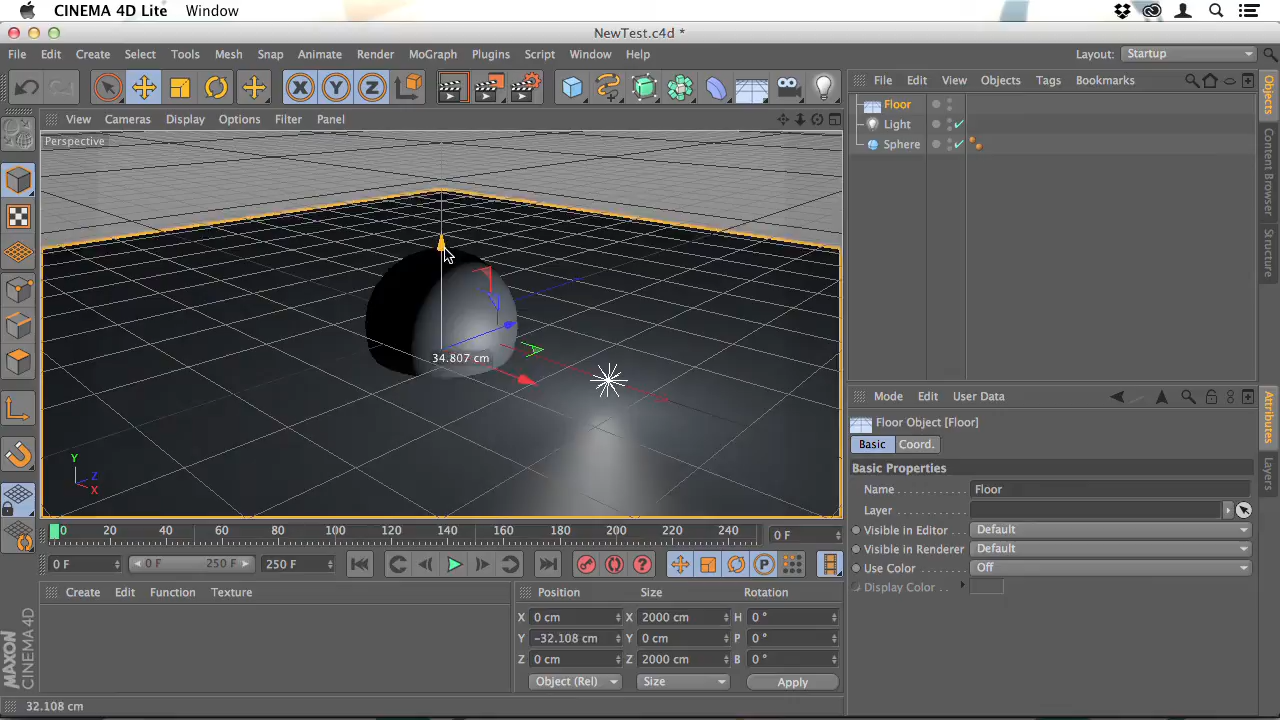 CINEMA 4D Lite Window
NewTest.c4d *
File Edit Create Select Tools Mesh Snap Animate Render MoGraph Plugins Script Window Help Layout: Startup
X Y Z
File Edit View Objects Tags Bookmarks
View Cameras Display Options Filter Panel
Perspective
Floor
Light
Sphere
Objects
Content Browser
Structure
34.807 cm
Y
Z
X
Mode Edit User Data
Floor Object [Floor]
Basic Coord.
Basic Properties
Name . . . . . . . . . . Floor
Layer . . . . . . . . . . .
Visible in Editor . . . Default
Visible in Renderer Default
Use Color . . . . . . . Off
Display Color . .
Attributes
Layers
0 20 40 60 80 100 120 140 160 180 200 220 240 0 F
0 F 0 F 250 F 250 F
P
Create Edit Function Texture
Position Size Rotation
X 0 cm X 2000 cm H 0 °
Y -32.108 cm Y 0 cm P 0 °
Z 0 cm Z 2000 cm B 0 °
Object (Rel) Size Apply
MAXON
CINEMA 4D
32.108 cm